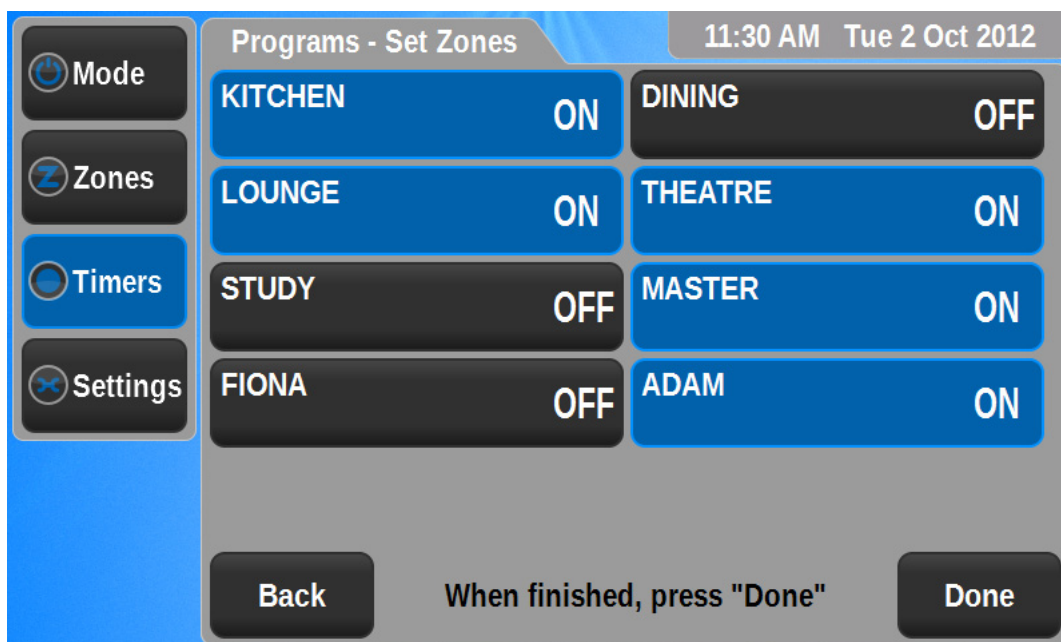 Programs - Set Zones
11:30 AM Tue 2 Oct 2012
Mode
Zones
Timers
Settings
KITCHEN ON
DINING OFF
LOUNGE ON
THEATRE ON
STUDY OFF
MASTER ON
FIONA OFF
ADAM ON
Back
When finished, press "Done"
Done